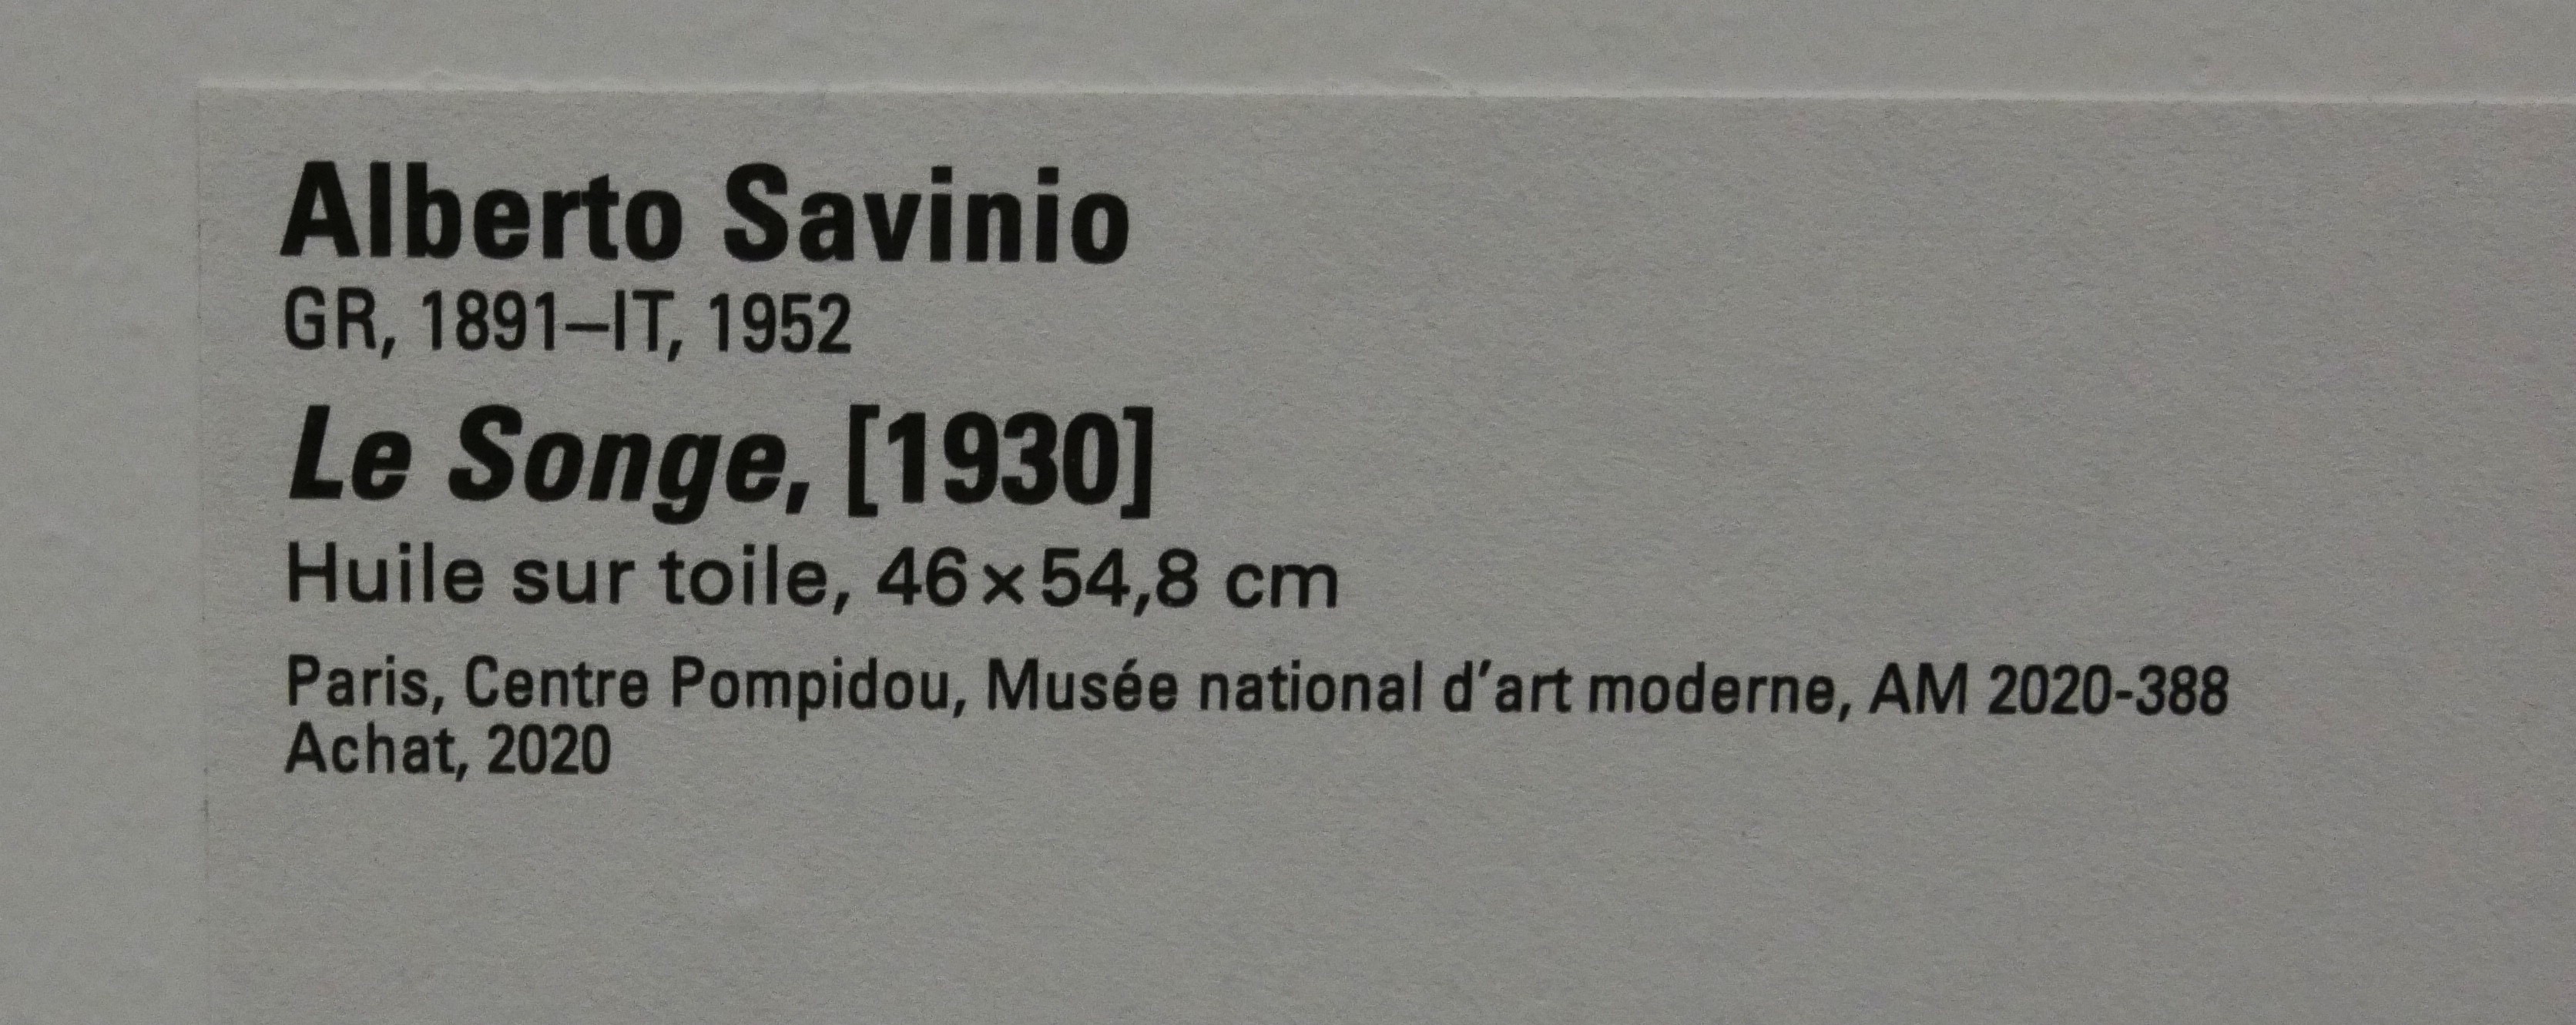 Alberto Savinio
GR, 1891–IT, 1952
Le Songe, [1930]
Huile sur toile, 46 × 54,8 cm
Paris, Centre Pompidou, Musée national d’art moderne, AM 2020-388
Achat, 2020